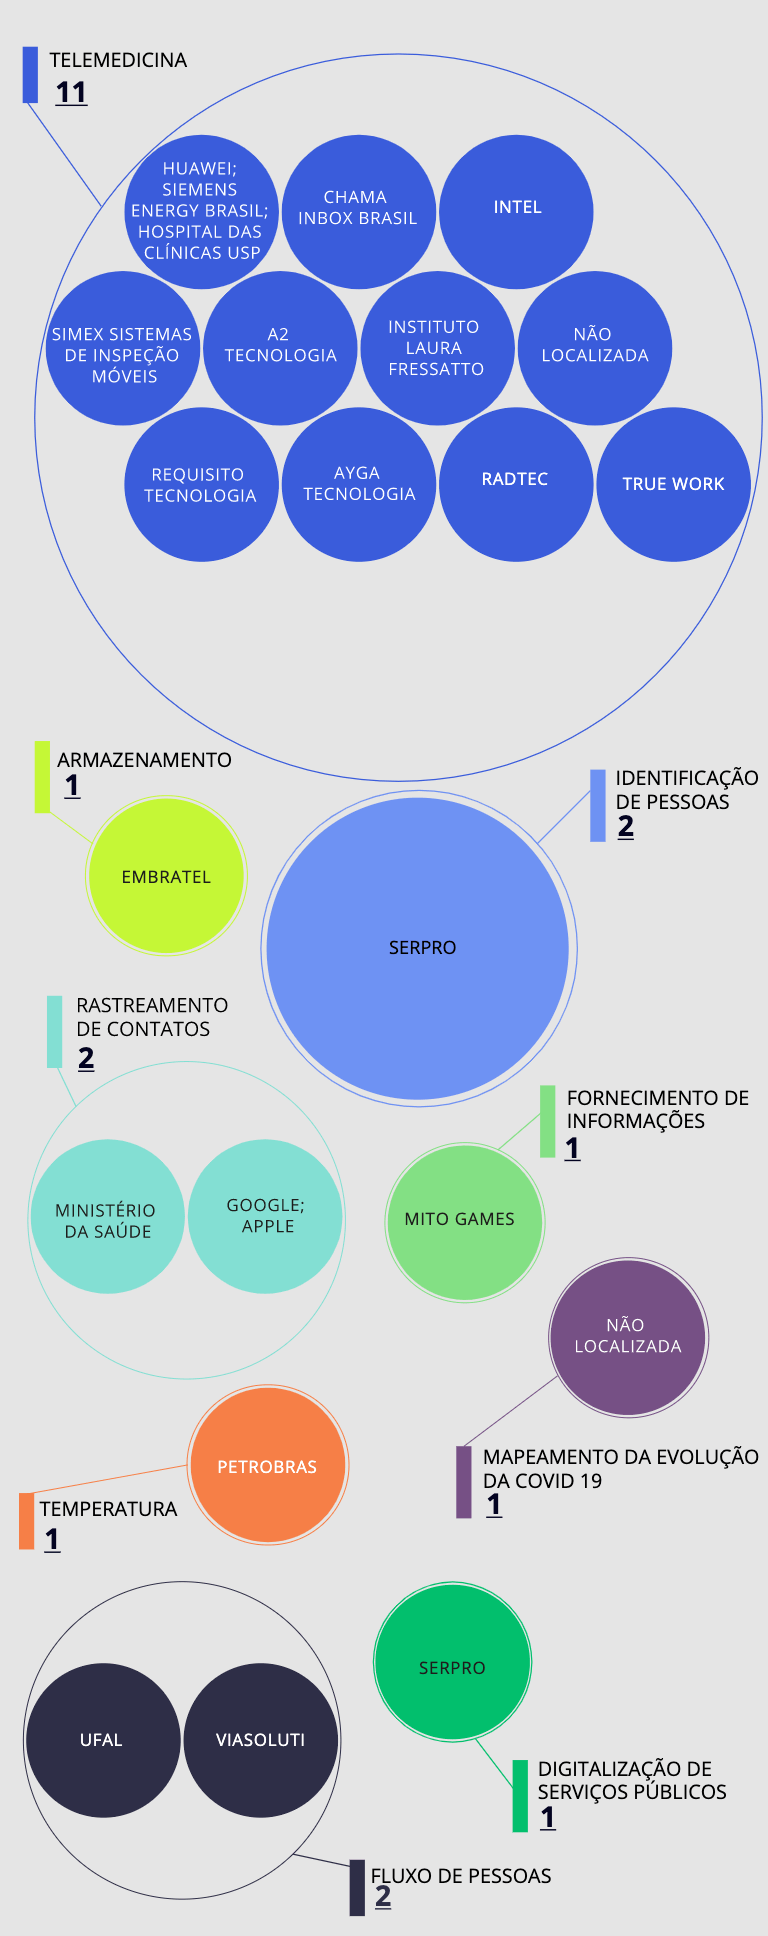 TELEMEDICINA
11
HUAWEI;
SIEMENS
ENERGY BRASIL;
HOSPITAL DAS
CLÍNICAS USP
CHAMA
INBOX BRASIL
INTEL
SIMEX SISTEMAS
DE INSPEÇÃO
MÓVEIS
A2
TECNOLOGIA
INSTITUTO
LAURA
FRESSATTO
NÃO
LOCALIZADA
REQUISITO
TECNOLOGIA
AYGA
TECNOLOGIA
RADTEC
TRUE WORK
ARMAZENAMENTO
1
EMBRATEL
IDENTIFICAÇÃO
DE PESSOAS
2
SERPRO
RASTREAMENTO
DE CONTATOS
2
MINISTÉRIO
DA SAÚDE
GOOGLE;
APPLE
FORNECIMENTO DE
INFORMAÇÕES
1
MITO GAMES
NÃO
LOCALIZADA
MAPEAMENTO DA EVOLUÇÃO
DA COVID 19
1
PETROBRAS
TEMPERATURA
1
UFAL
VIASOLUTI
SERPRO
DIGITALIZAÇÃO DE
SERVIÇOS PÚBLICOS
1
FLUXO DE PESSOAS
2